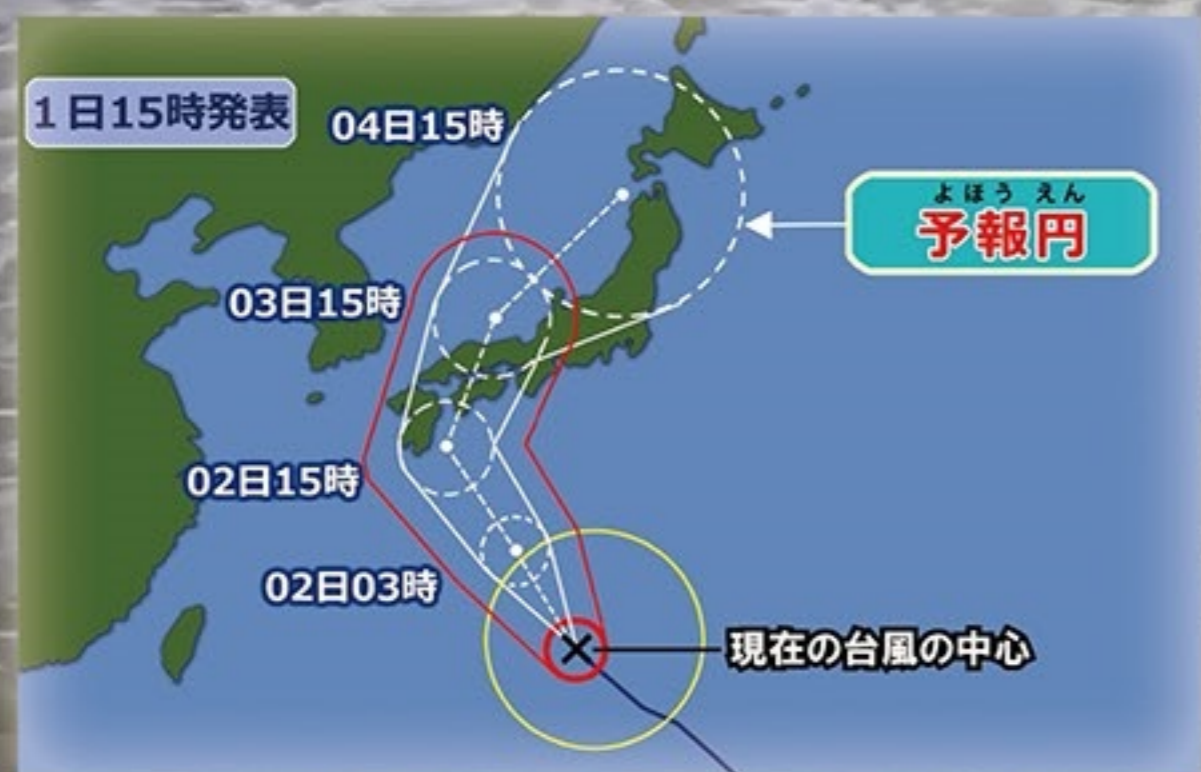 1日15時発表
04日15時
よほう えん
予報円
03日15時
02日15時
02日03時
現在の台風の中心